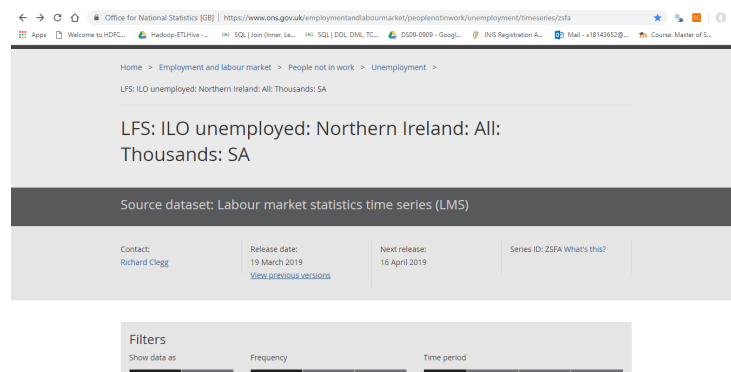 Office for National Statistics [GB] | https://www.ons.gov.uk/employmentandlabourmarket/peoplenotinwork/unemployment/timeseries/zsfa
Apps Welcome to HDFC... Hadoop-ETLHive -... SQL | Join (Inner, Le... SQL | DDL, DML, TC... DS09-0909 - Googl... INIS Registration A... Mail - x18143652@... Course: Master of S...
Home > Employment and labour market > People not in work > Unemployment >
LFS: ILO unemployed: Northern Ireland: All: Thousands: SA
LFS: ILO unemployed: Northern Ireland: All:
Thousands: SA
Source dataset: Labour market statistics time series (LMS)
Contact: Release date: Next release: Series ID: ZSFA What's this?
Richard Clegg 19 March 2019 16 April 2019
View previous versions
Filters
Show data as Frequency Time period